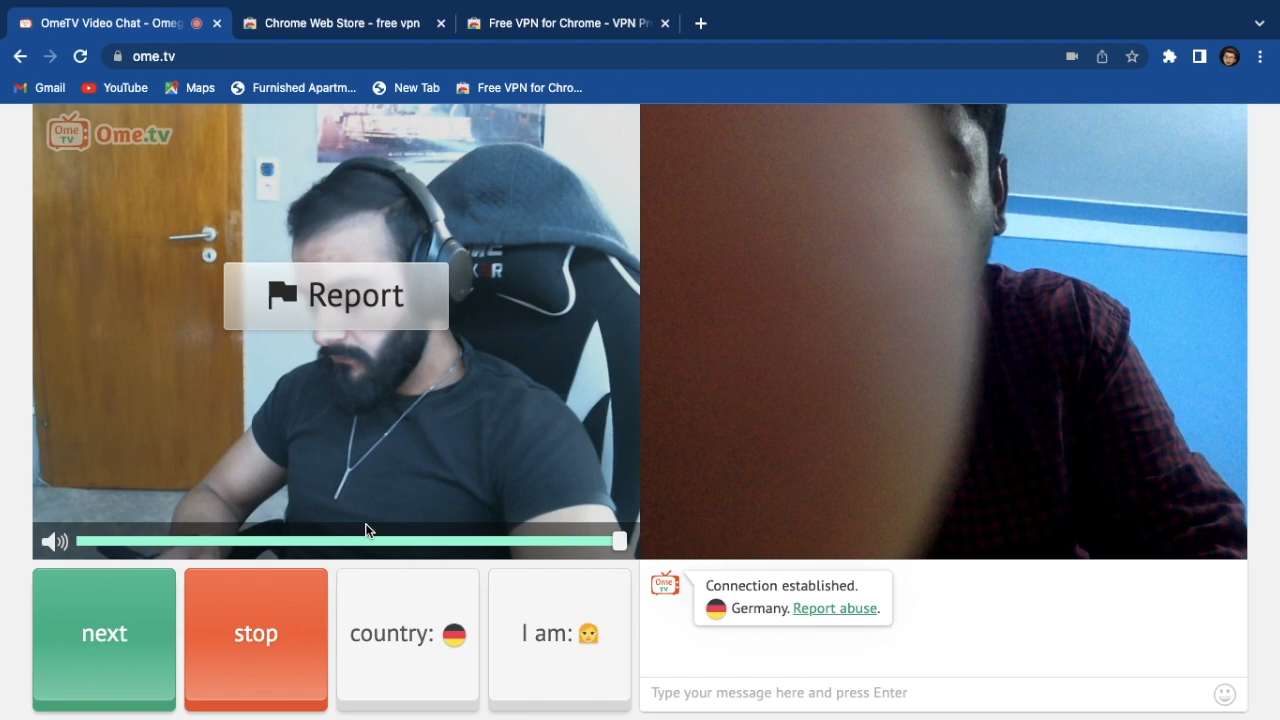 OmeTV Video Chat - Omeg
Chrome Web Store - free vpn
Free VPN for Chrome - VPN Pr
ome.tv
Gmail
YouTube
Maps
Furnished Apartm...
New Tab
Free VPN for Chro...
Ome TV
Ome.tv
Report
Connection established.
Germany. Report abuse.
next
stop
country:
I am:
Type your message here and press Enter